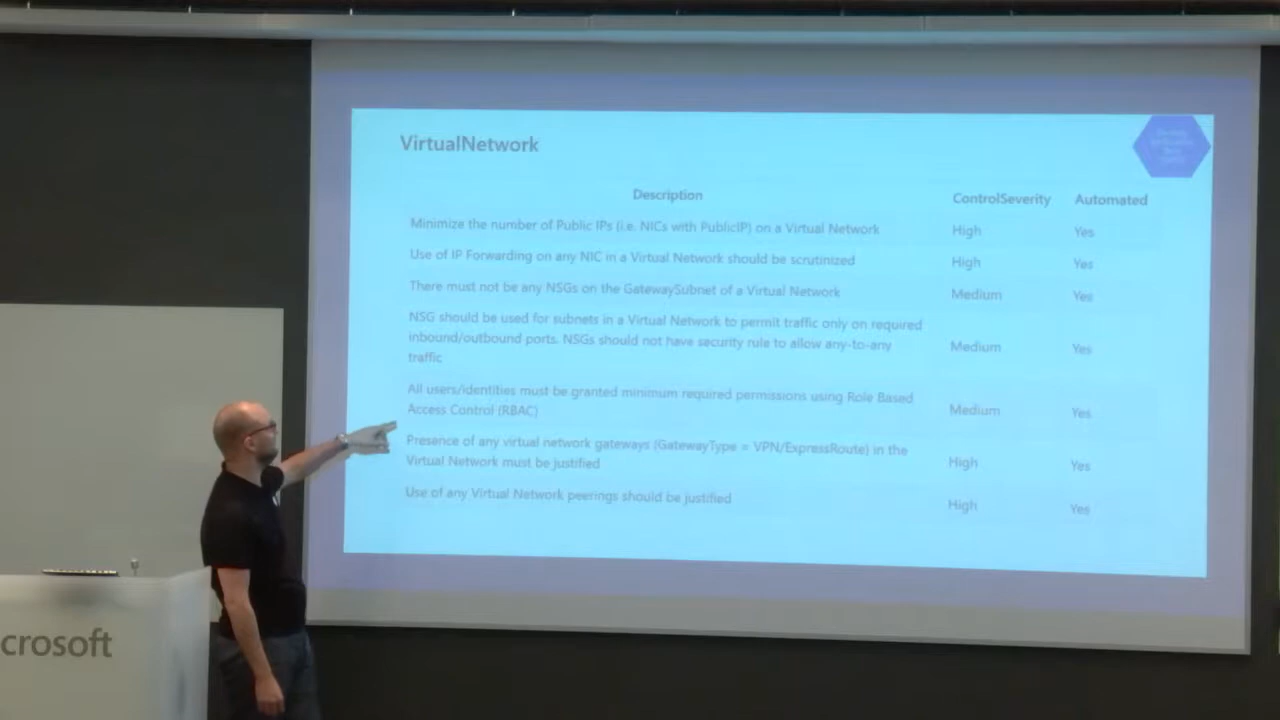 VirtualNetwork
Description ControlSeverity Automated
Minimize the number of Public IPs (i.e. NICs with PublicIP) on a Virtual Network High Yes
Use of IP Forwarding on any NIC in a Virtual Network should be scrutinized High Yes
There must not be any NSGs on the GatewaySubnet of a Virtual Network Medium Yes
NSG should be used for subnets in a Virtual Network to permit traffic only on required
inbound/outbound ports. NSGs should not have security rule to allow any-to-any Medium Yes
traffic
All users/identities must be granted minimum required permissions using Role Based
Access Control (RBAC) Medium Yes
Presence of any virtual network gateways (GatewayType = VPN/ExpressRoute) in the
Virtual Network must be justified High Yes
Use of any Virtual Network peerings should be justified High Yes
crosoft